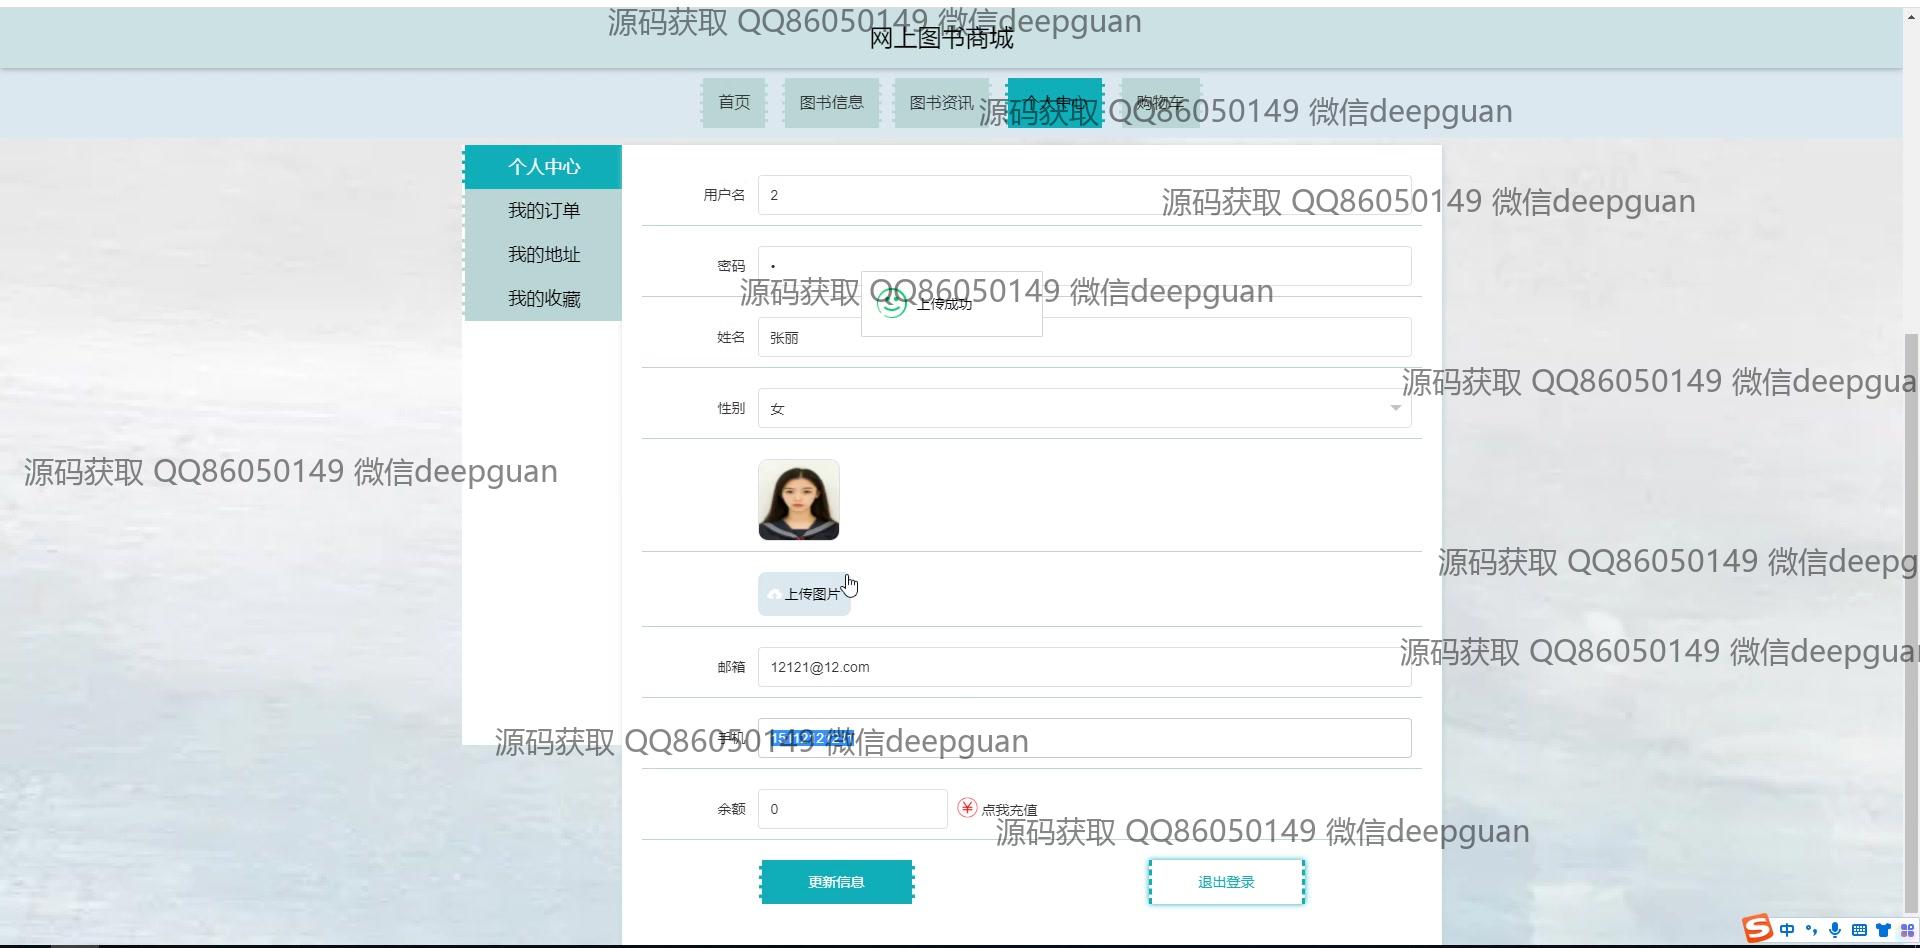 源码获取 QQ86050149 微信deepguan
网上图书商城
首页
图书信息
图书资讯
个人中心
购物车
源码获取 QQ86050149 微信deepguan
个人中心
我的订单
我的地址
我的收藏
用户名
2
源码获取 QQ86050149 微信deepguan
密码
源码获取 QQ86050149 微信deepguan
上传成功
姓名
张丽
源码获取 QQ86050149 微信deepgua
性别
女
源码获取 QQ86050149 微信deepguan
源码获取 QQ86050149 微信deepg
上传图片
邮箱
12121@12.com
源码获取 QQ86050149 微信deepguan
手机
源码获取 QQ86050149 微信deepguan
余额
0
点我充值
源码获取 QQ86050149 微信deepguan
更新信息
退出登录
中